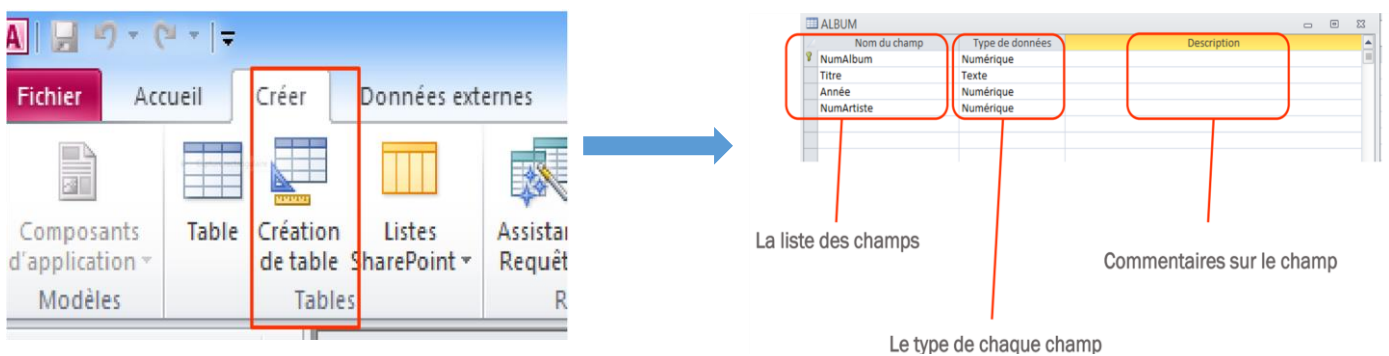 A
Fichier Accueil Créer Données externes
Composants d'application
Table
Création de table
Listes SharePoint
Modèles
Tables
ALBUM
Nom du champ Type de données Description
NumAlbum Numérique
Titre Texte
Année Numérique
NumArtiste Numérique
La liste des champs
Commentaires sur le champ
Le type de chaque champ